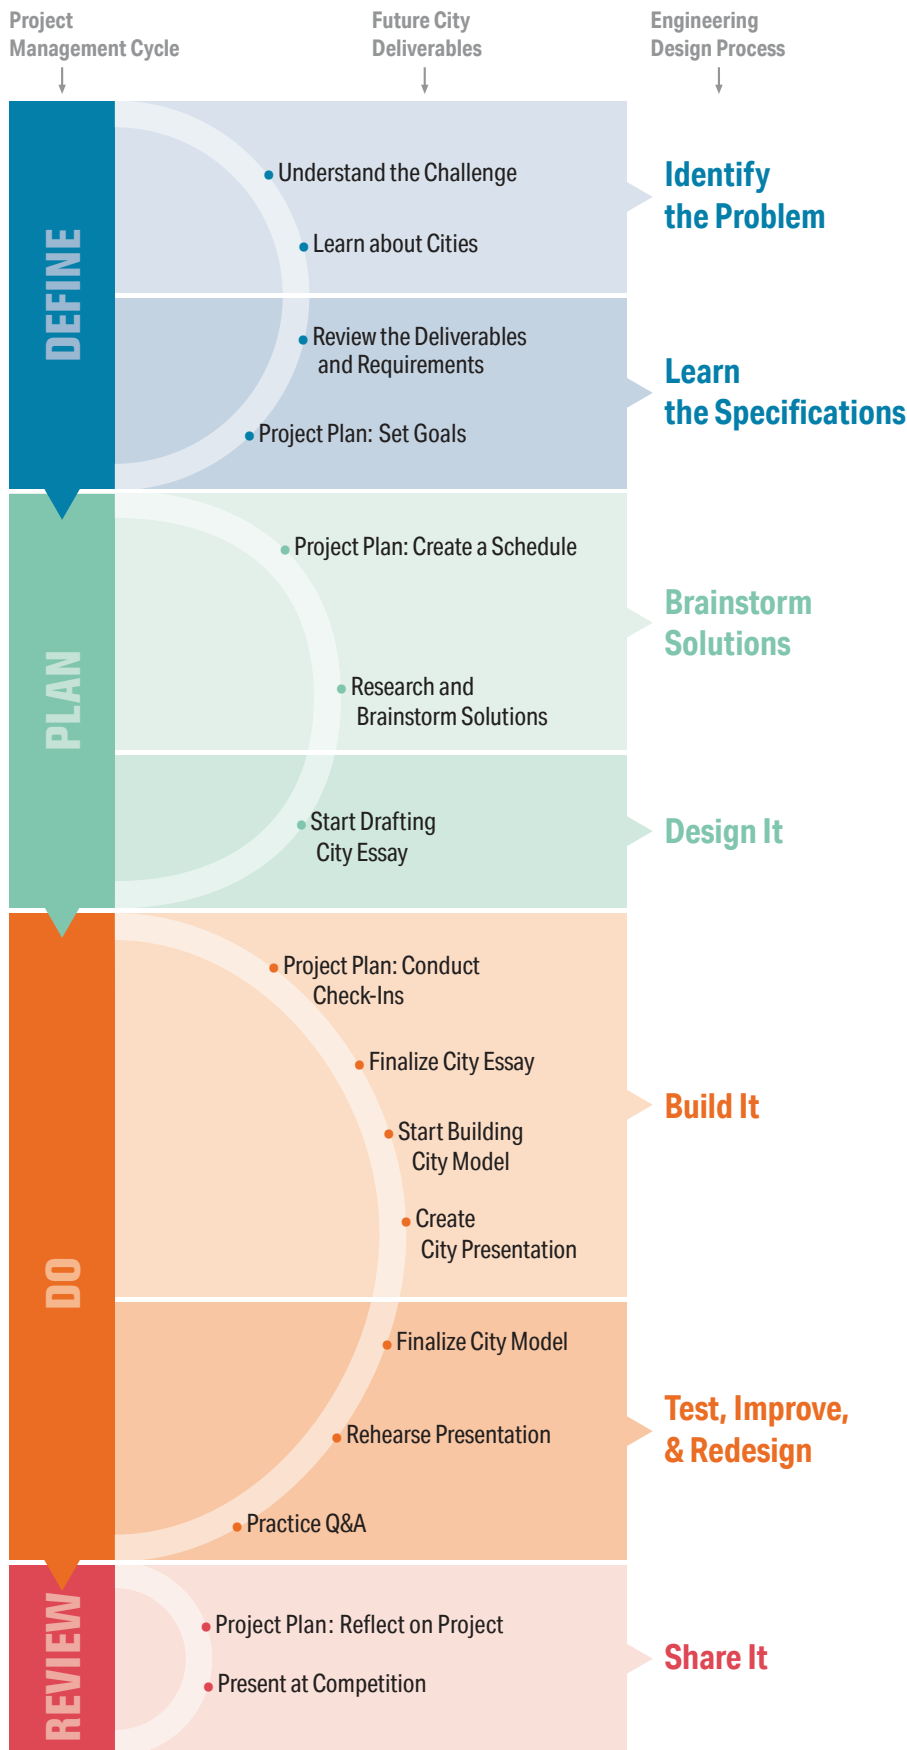 Project
Management Cycle
Future City
Deliverables
Engineering
Design Process
DEFINE
Understand the Challenge
Learn about Cities
Identify
the Problem
Review the Deliverables
and Requirements
Project Plan: Set Goals
Learn
the Specifications
PLAN
Project Plan: Create a Schedule
Research and
Brainstorm Solutions
Brainstorm
Solutions
Start Drafting
City Essay
Design It
DO
Project Plan: Conduct
Check-Ins
Finalize City Essay
Start Building
City Model
Create
City Presentation
Build It
Finalize City Model
Rehearse Presentation
Practice Q&A
Test, Improve,
& Redesign
REVIEW
Project Plan: Reflect on Project
Present at Competition
Share It